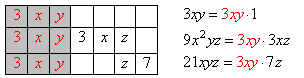 3 x y
3 x y 3 x z
3 x y z 7
3xy = 3xy·1
9x²yz = 3xy·3xz
21xyz = 3xy·7z